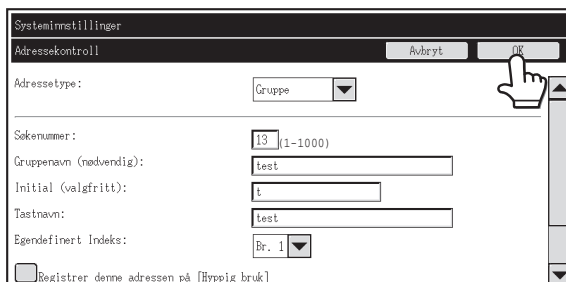 Systeminnstillinger
Adressekontroll Avbryt OK
Adressetype: Gruppe
Søkenummer: 13 (1-1000)
Gruppenavn (nødvendig): test
Initial (valgfritt): t
Tastnavn: test
Egendefinert Indeks: Br. 1
Registrer denne adressen på [Hyppig bruk]